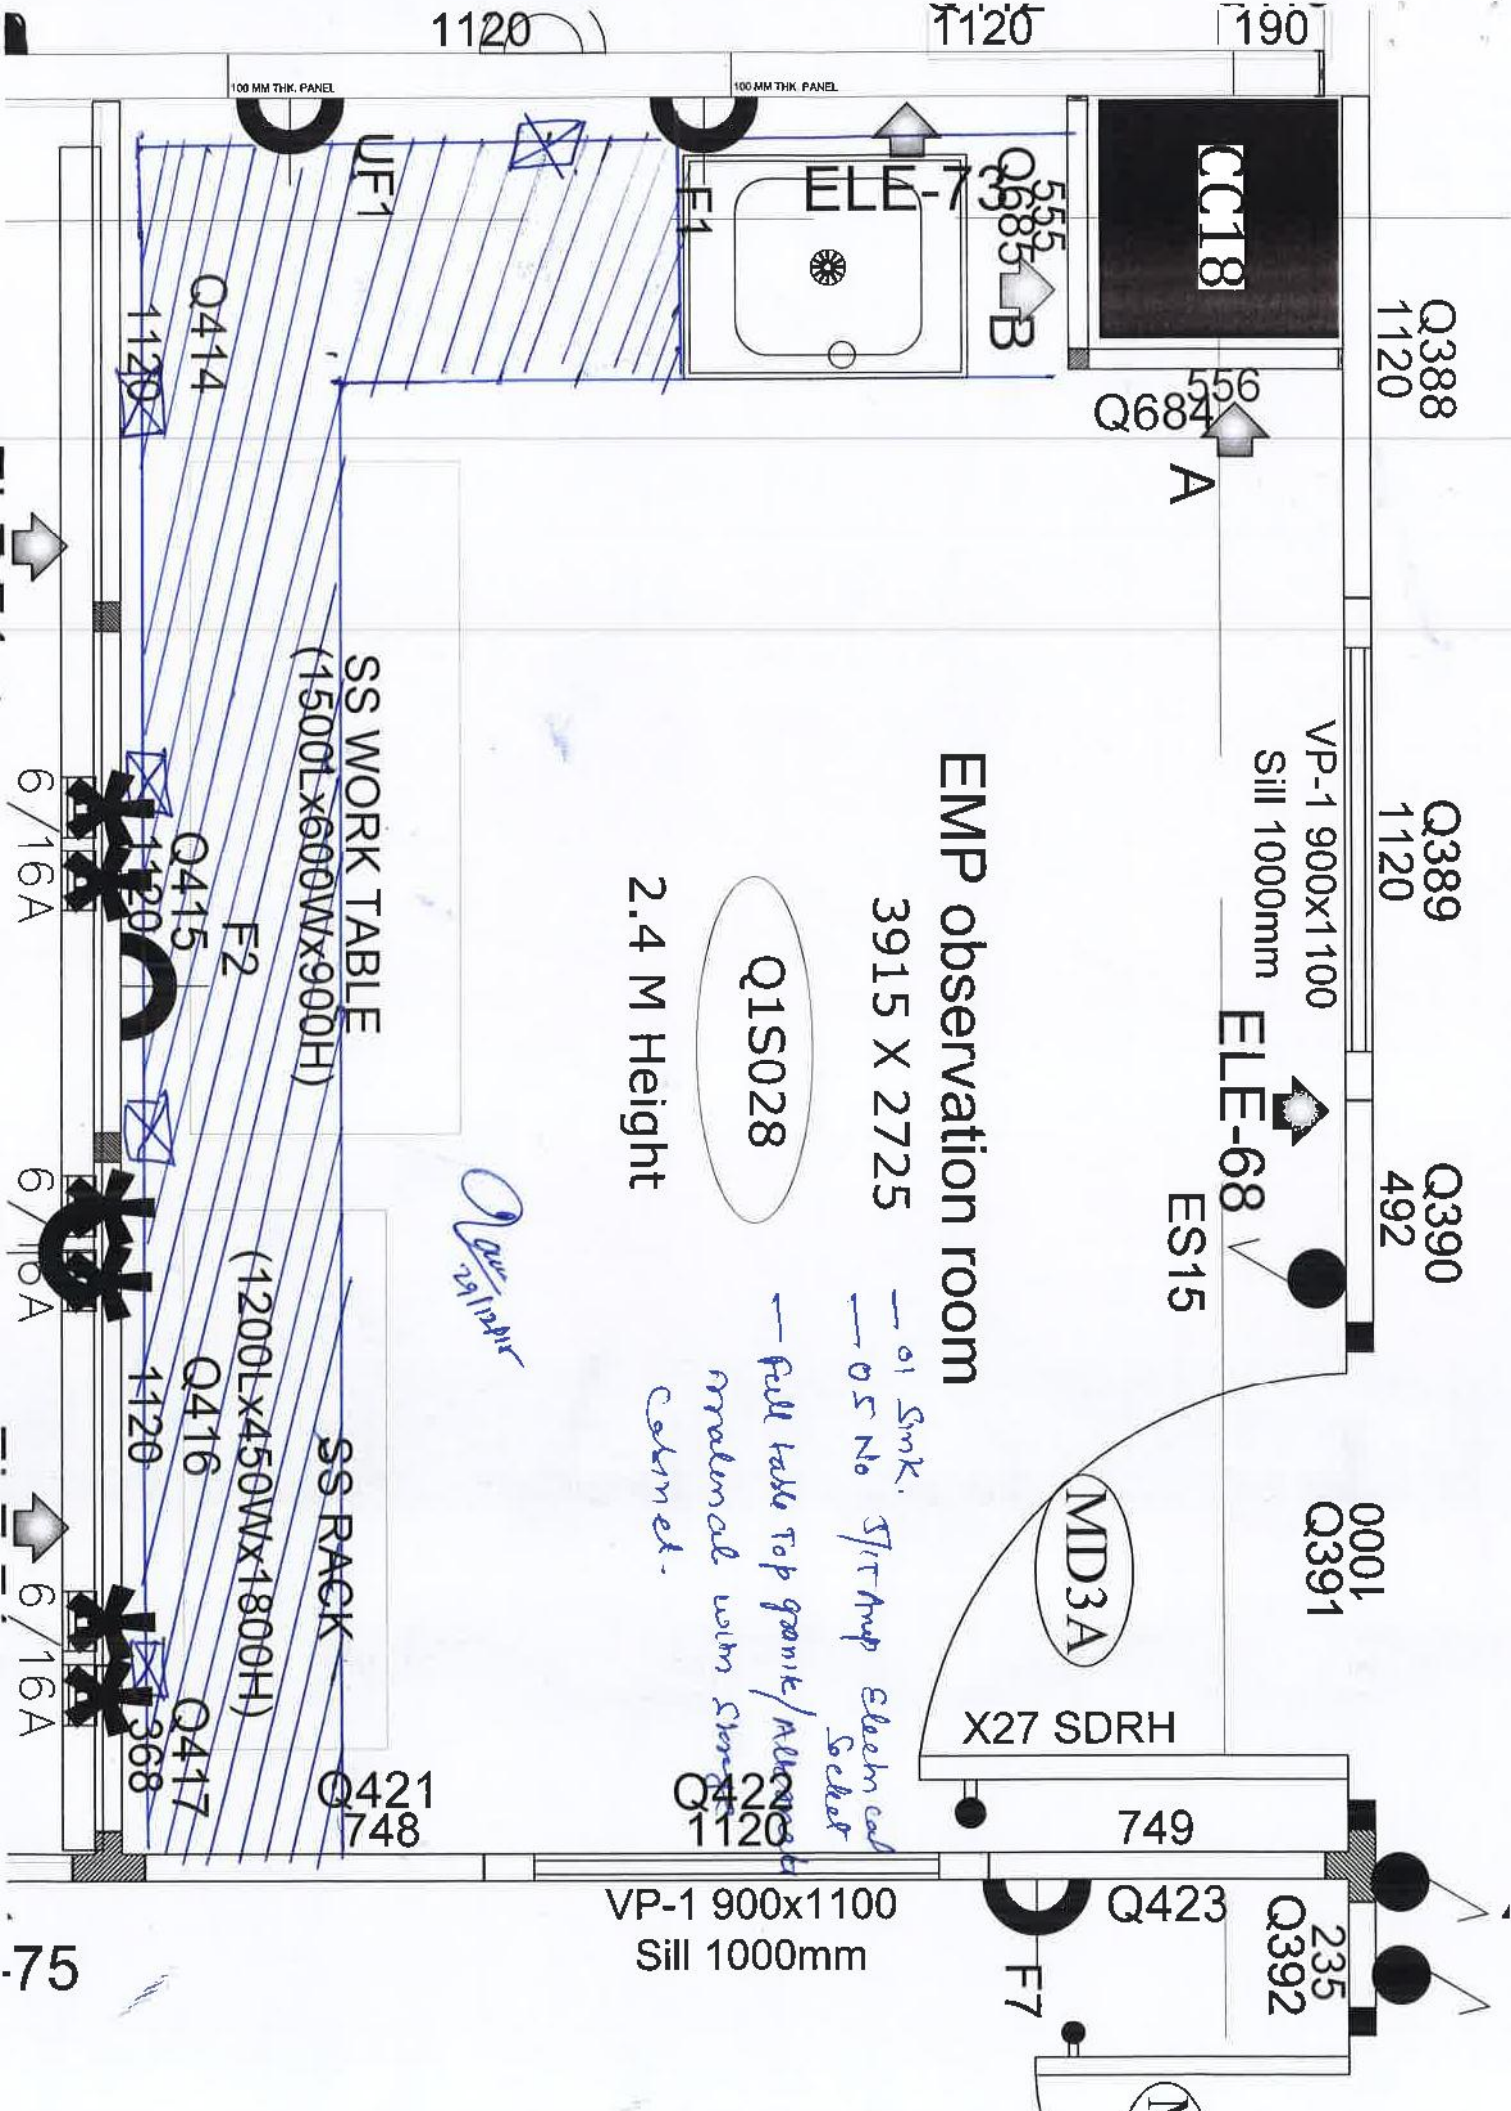 1120
1120
190
100 MM THK. PANEL
100 MM THK. PANEL
UF1
F1
ELE-73
Q685
555
B
CC18
Q684
556
A
Q388
1120
Q414
1120
Q389
1120
VP-1 900x1100
Sill 1000mm
ELE-68
Q390
492
ES15
EMP observation room
3915 X 2725
Q1S028
2.4 M Height
SS WORK TABLE
(1500Lx600Wx900H)
F2
Q415
1120
6/16A
6/16A
SS RACK
(1200Lx450Wx1800H)
Q416
1120
6/16A
Q417
368
— 01 Sink.
— 05 No Amp Electrical
Socket
— Full table Top granite/
material with
Cabinet.
MD3A
1000
Q391
X27 SDRH
749
Q421
748
Q422
1120
VP-1 900x1100
Sill 1000mm
Q423
F7
235
Q392
-75